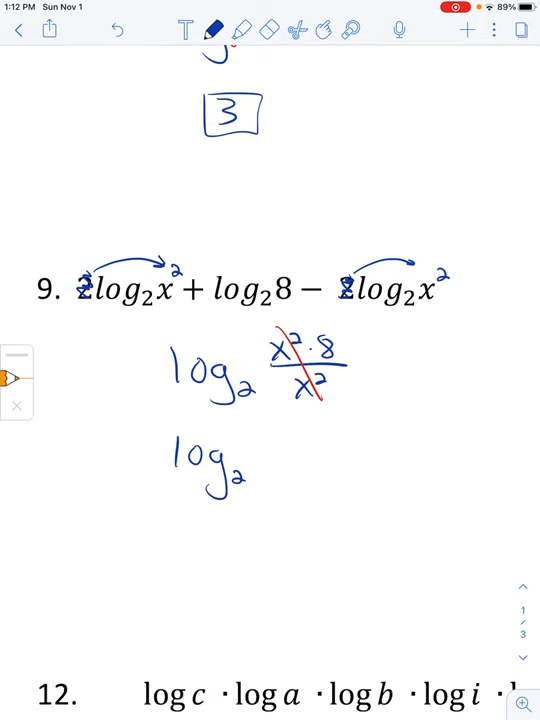 1:12 PM Sun Nov 1 89%
3
9. 2log₂x² + log₂8 − 2log₂x²
log₂ x²·8 / x²
log₂
1
/
3
12. log c · log a · log b · log i ·